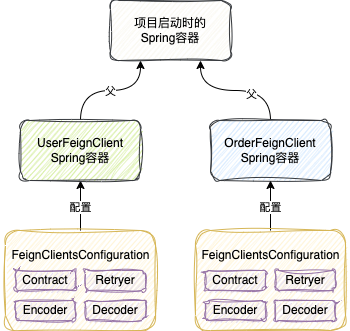 项目启动时的
Spring容器
父
父
UserFeignClient
Spring容器
OrderFeignClient
Spring容器
配置
配置
FeignClientsConfiguration
Contract
Retryer
Encoder
Decoder
FeignClientsConfiguration
Contract
Retryer
Encoder
Decoder